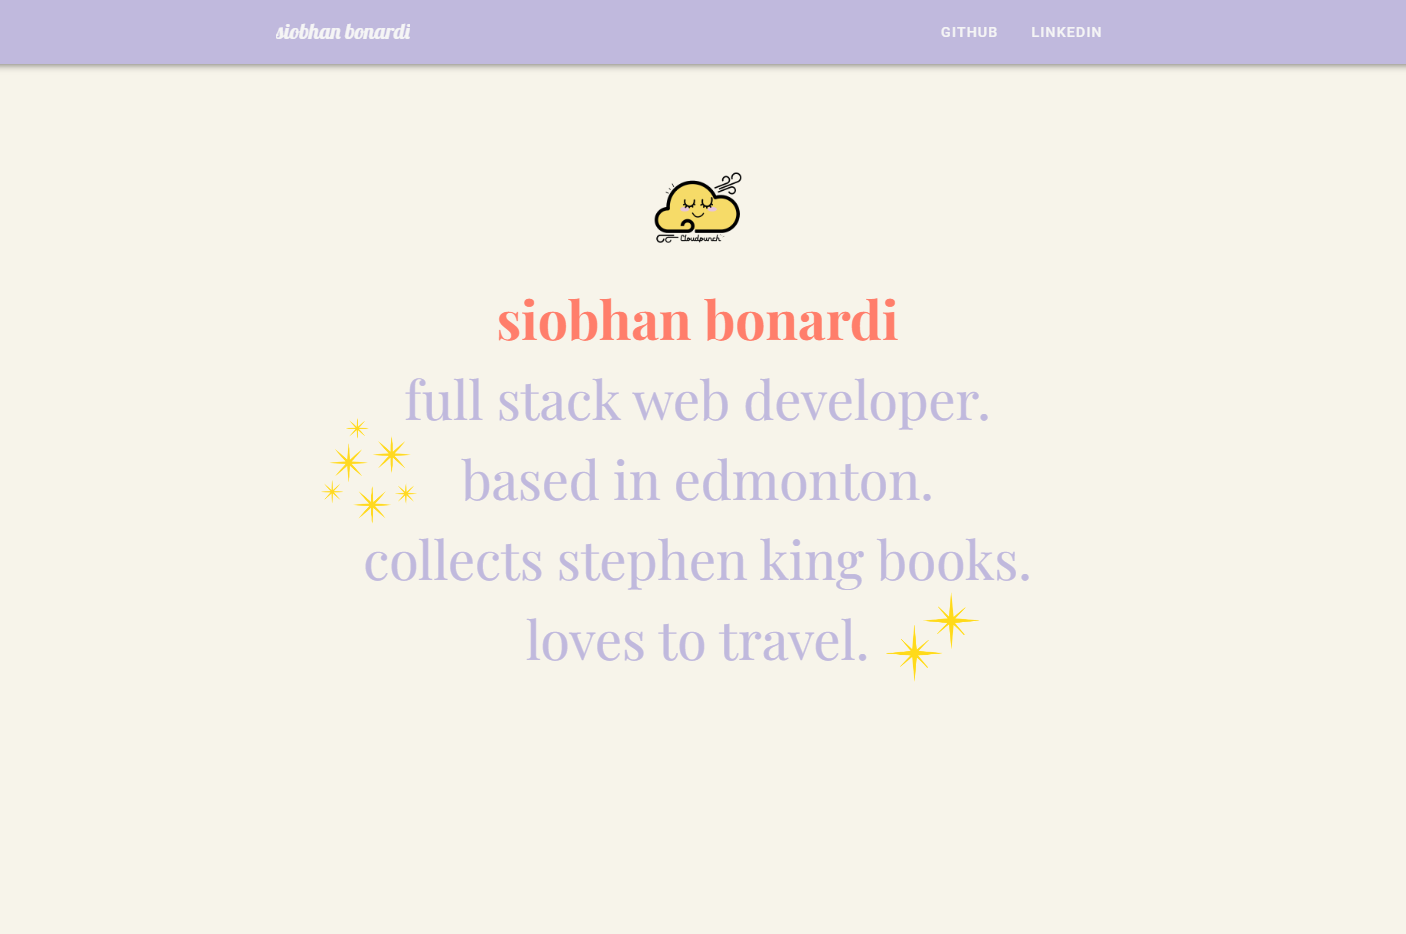 siobhan bonardi
GITHUB LINKEDIN
Cloudpunch
siobhan bonardi
full stack web developer.
based in edmonton.
collects stephen king books.
loves to travel.